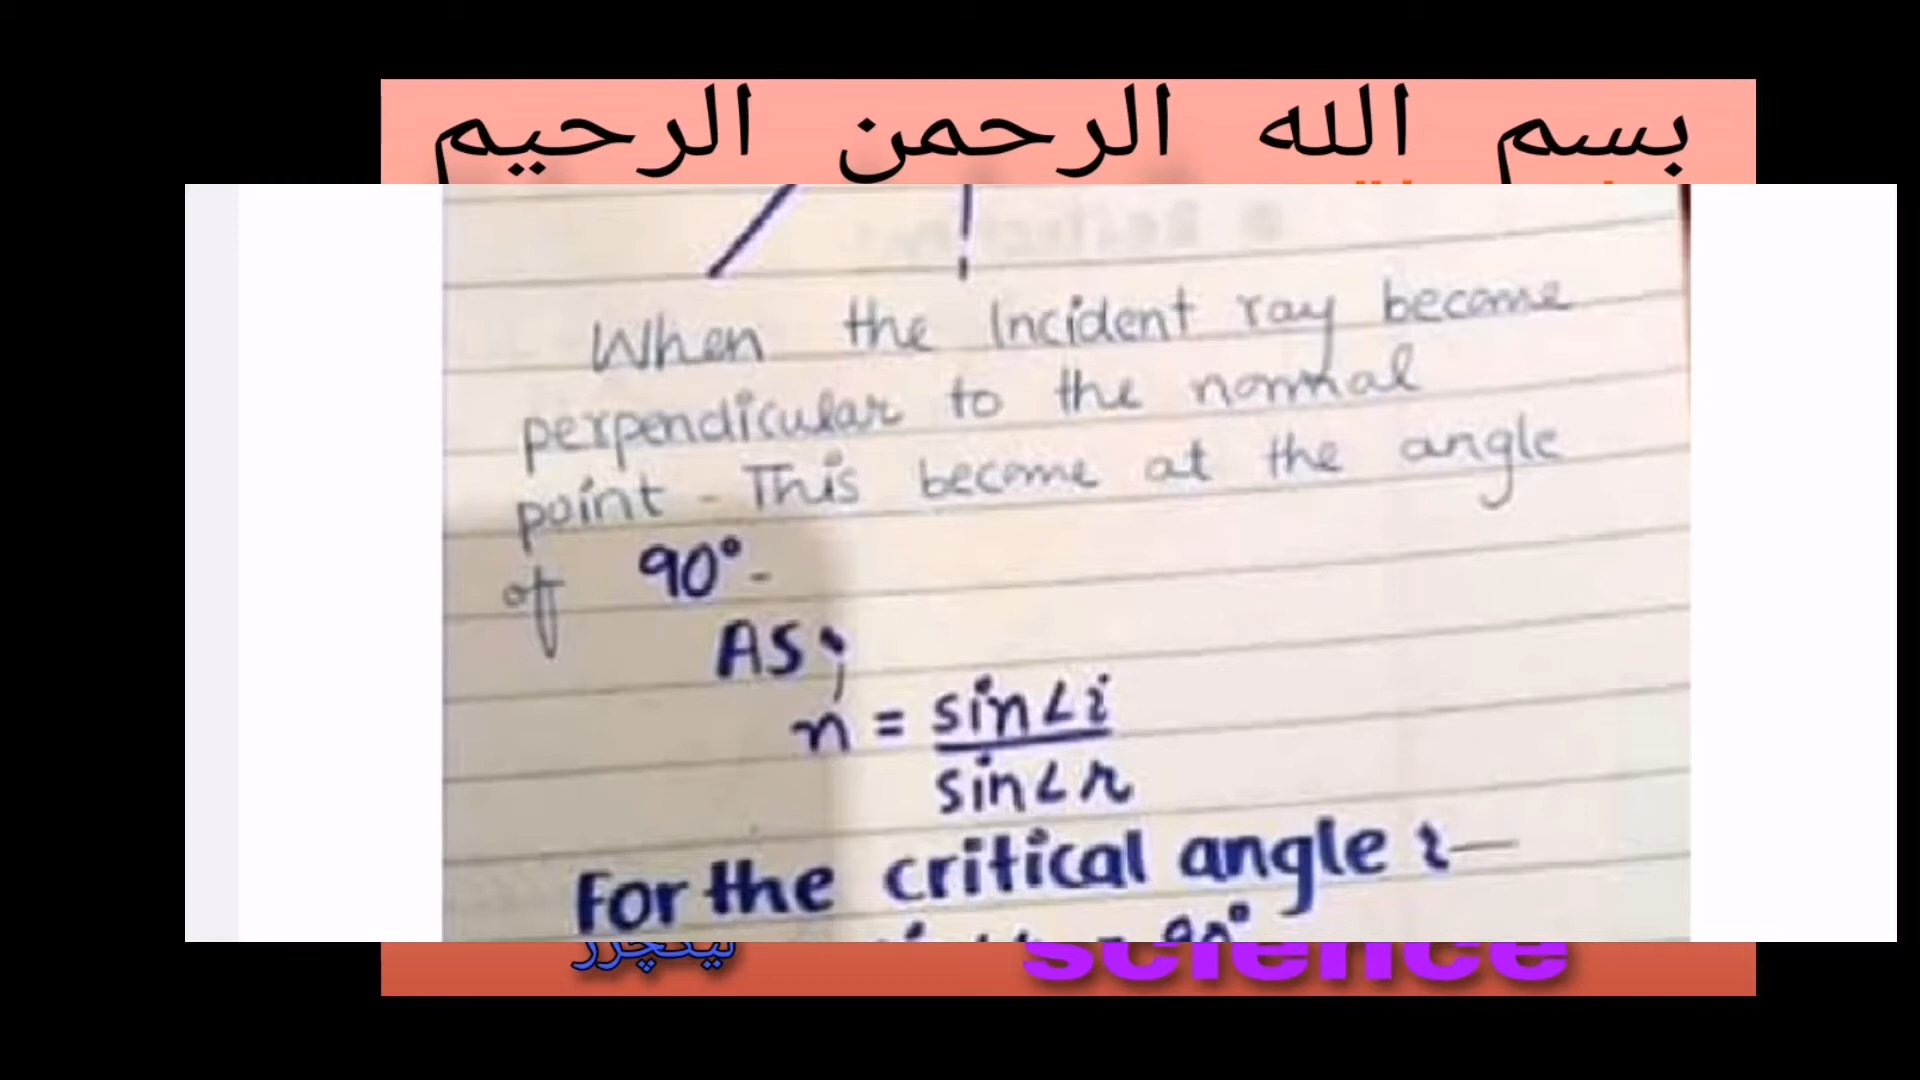 بسم الله الرحمن الرحيم
When the Incident ray become
perpendicular to the normal
point - This become at the angle
of 90°-
As;
n = sin∠i
sin∠r
For the critical angle :—
= 90°
science